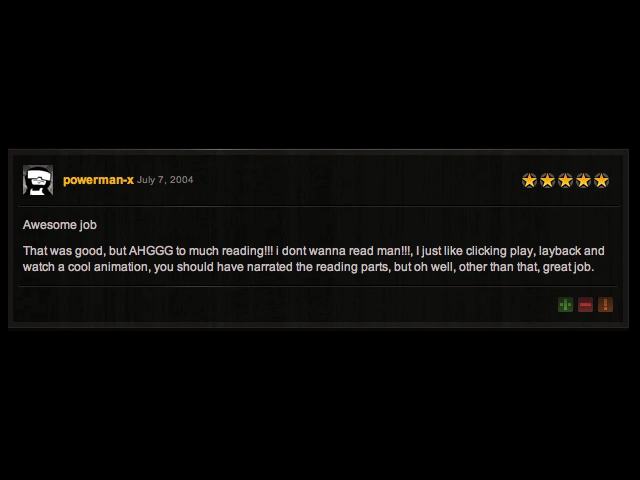 powerman-x July 7, 2004
Awesome job
That was good, but AHGGG to much reading!!! i dont wanna read man!!!, I just like clicking play, layback and
watch a cool animation, you should have narrated the reading parts, but oh well, other than that, great job.